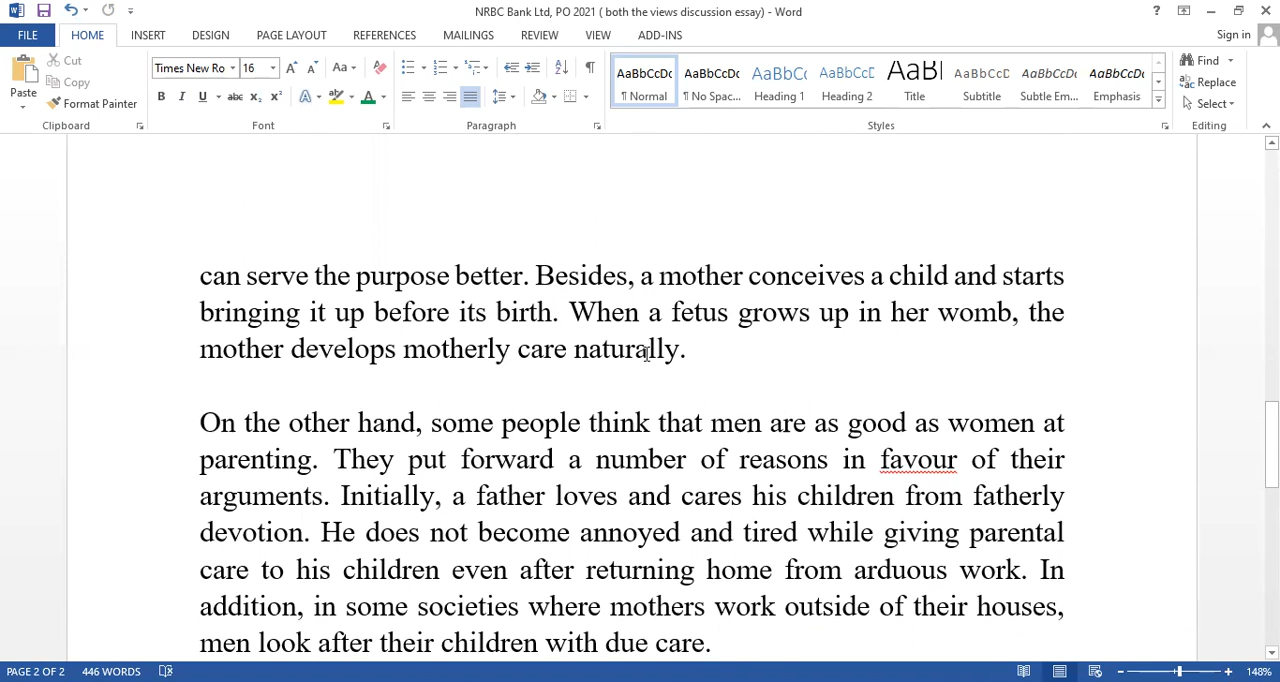 NRBC Bank Ltd, PO 2021 ( both the views discussion essay) - Word
FILE HOME INSERT DESIGN PAGE LAYOUT REFERENCES MAILINGS REVIEW VIEW ADD-INS Sign in
Paste
Cut
Copy
Format Painter
Clipboard
Times New Ro 16
Aa
B I U abc X₂ X² A ab A
Font
Paragraph
AaBbCcDc AaBbCcDc AaBbCc AaBbCcD AaBl AaBbCcD AaBbCcDc AaBbCcDc
¶ Normal ¶ No Spac... Heading 1 Heading 2 Title Subtitle Subtle Em... Emphasis
Styles
Find
Replace
Select
Editing
can serve the purpose better. Besides, a mother conceives a child and starts
bringing it up before its birth. When a fetus grows up in her womb, the
mother develops motherly care naturally.
On the other hand, some people think that men are as good as women at
parenting. They put forward a number of reasons in favour of their
arguments. Initially, a father loves and cares his children from fatherly
devotion. He does not become annoyed and tired while giving parental
care to his children even after returning home from arduous work. In
addition, in some societies where mothers work outside of their houses,
men look after their children with due care.
PAGE 2 OF 2 446 WORDS 148%